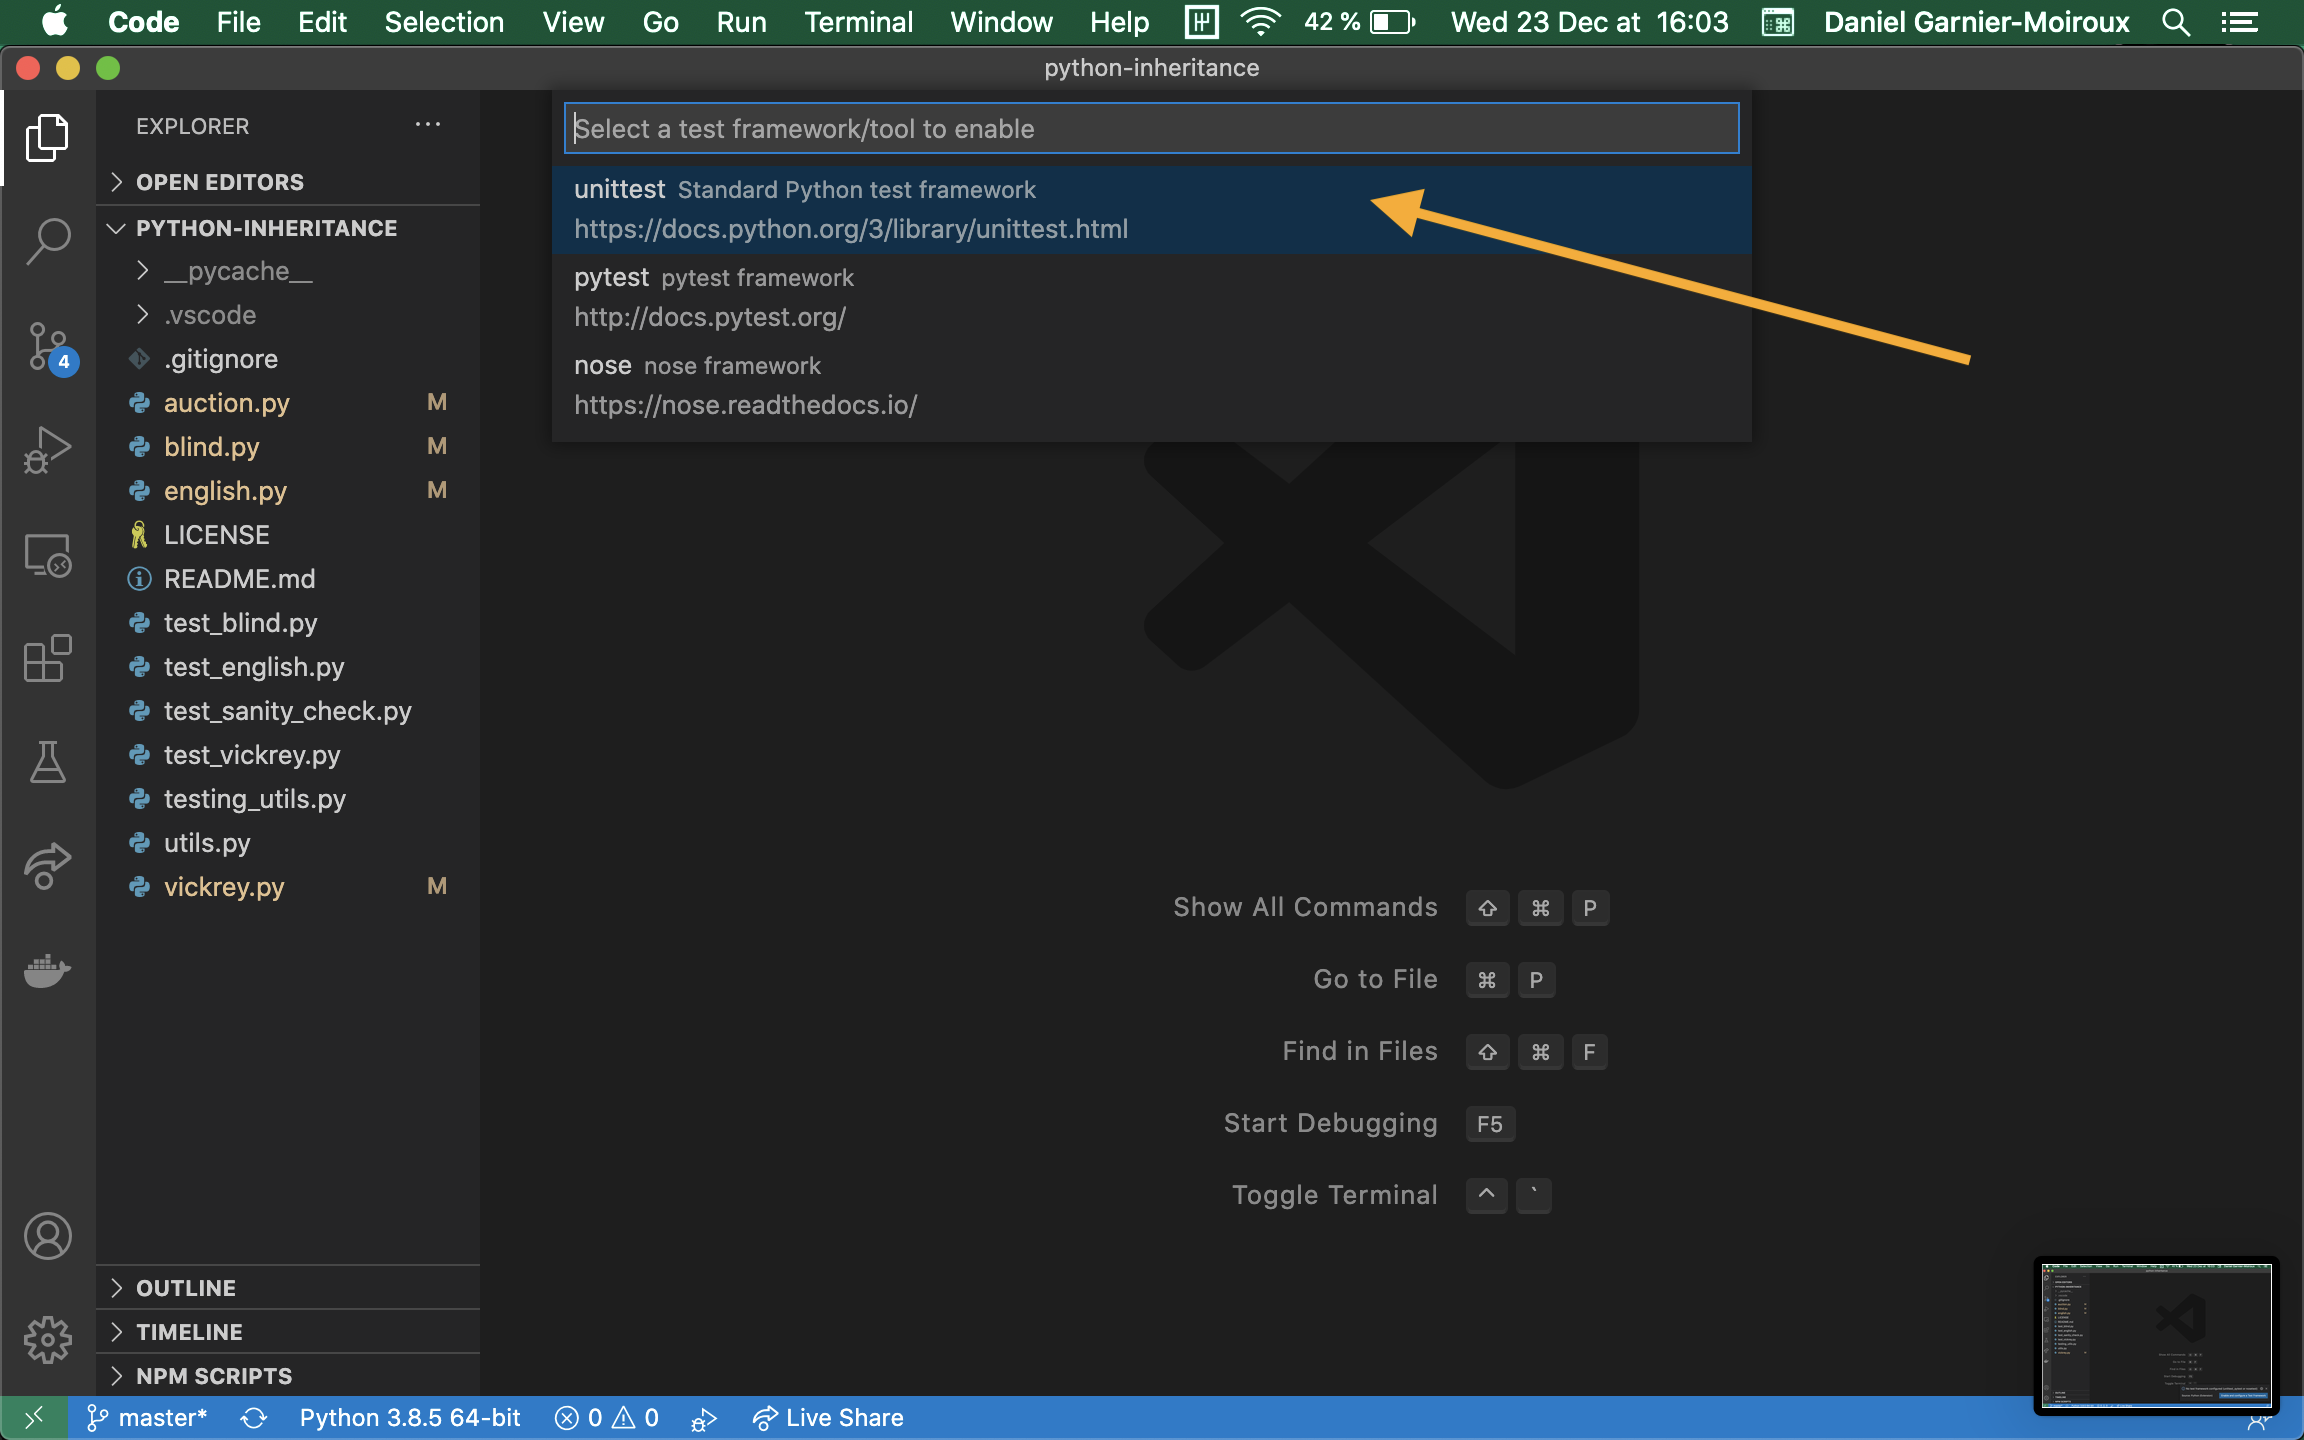 Code File Edit Selection View Go Run Terminal Window Help 42 % Wed 23 Dec at 16:03 Daniel Garnier-Moiroux
python-inheritance
EXPLORER
OPEN EDITORS
PYTHON-INHERITANCE
__pycache__
.vscode
.gitignore
auction.py M
blind.py M
english.py M
LICENSE
README.md
test_blind.py
test_english.py
test_sanity_check.py
test_vickrey.py
testing_utils.py
utils.py
vickrey.py M
4
OUTLINE
TIMELINE
NPM SCRIPTS
Select a test framework/tool to enable
unittest Standard Python test framework
https://docs.python.org/3/library/unittest.html
pytest pytest framework
http://docs.pytest.org/
nose nose framework
https://nose.readthedocs.io/
Show All Commands ⇧ ⌘ P
Go to File ⌘ P
Find in Files ⇧ ⌘ F
Start Debugging F5
Toggle Terminal ^ `
master* Python 3.8.5 64-bit 0 0 Live Share